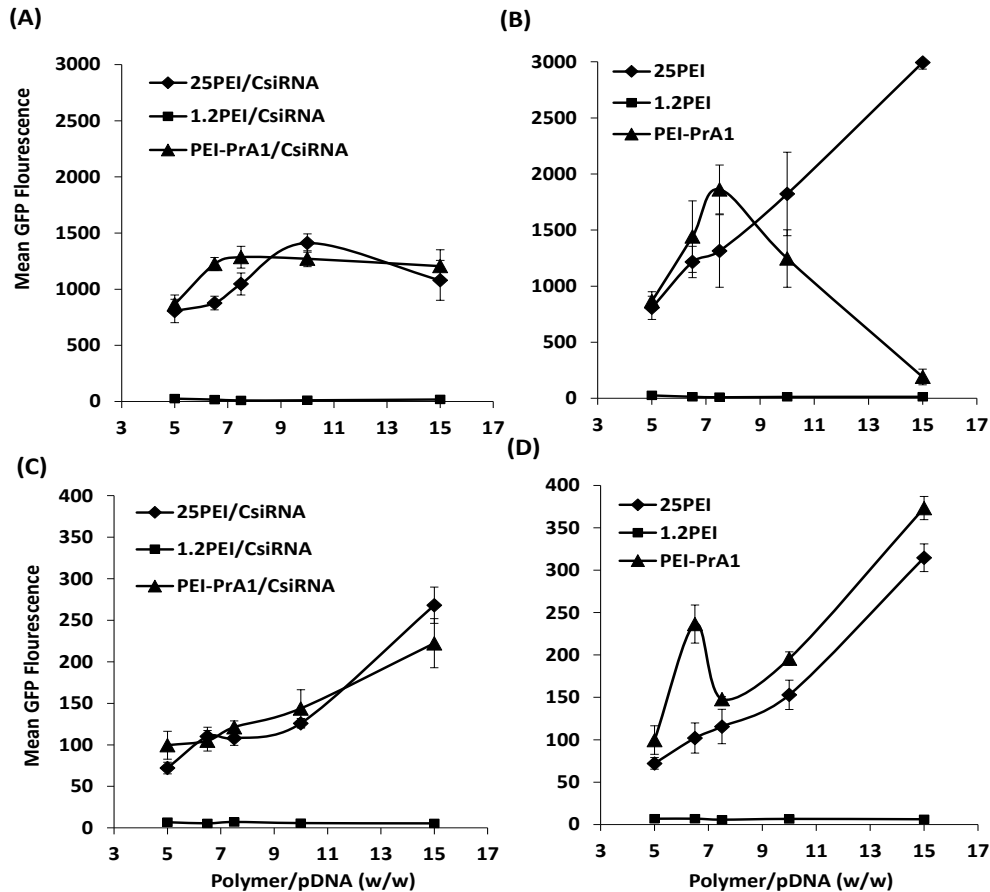 (A)
3000
2500
2000
1500
1000
500
0
3 5 7 9 11 13 15 17
Mean GFP Flourescence
25PEI/CsiRNA
1.2PEI/CsiRNA
PEI-PrA1/CsiRNA
(B)
3000
2500
2000
1500
1000
500
0
3 5 7 9 11 13 15 17
25PEI
1.2PEI
PEI-PrA1
(C)
400
350
300
250
200
150
100
50
0
3 5 7 9 11 13 15 17
Mean GFP Flourescence
Polymer/pDNA (w/w)
25PEI/CsiRNA
1.2PEI/CsiRNA
PEI-PrA1/CsiRNA
(D)
400
350
300
250
200
150
100
50
0
3 5 7 9 11 13 15 17
Polymer/pDNA (w/w)
25PEI
1.2PEI
PEI-PrA1